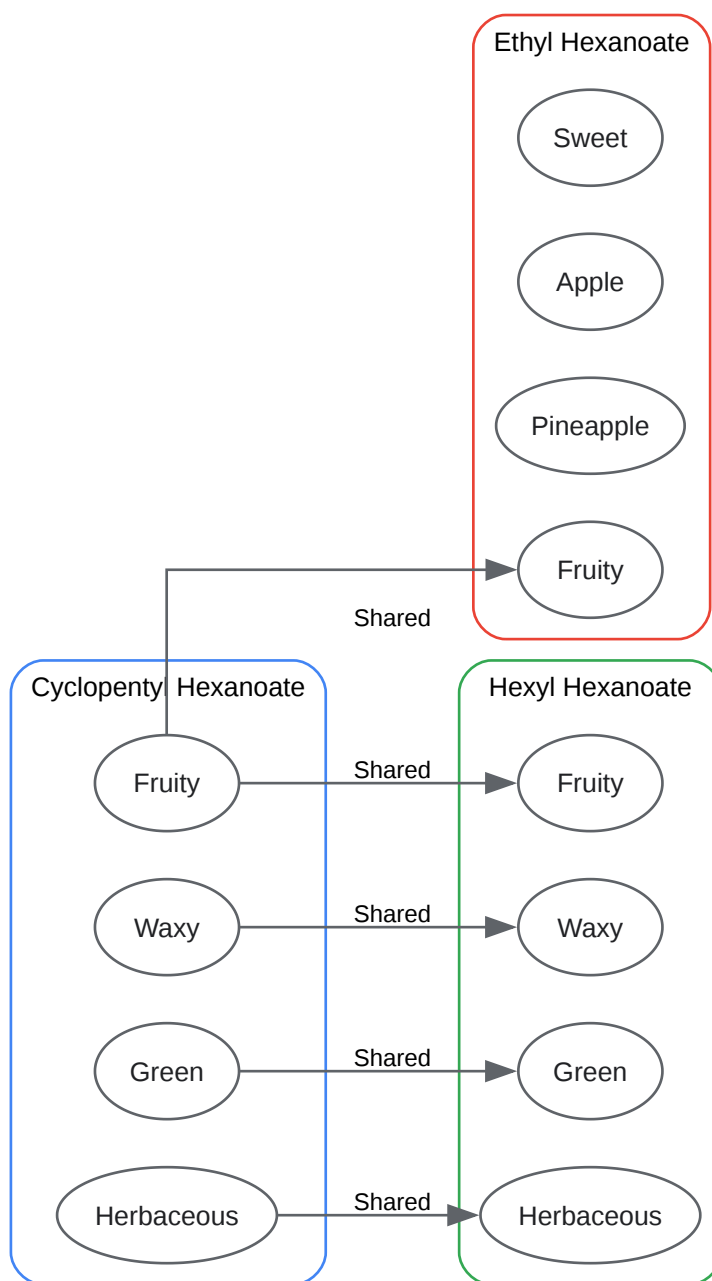 Ethyl Hexanoate
Sweet
Apple
Pineapple
Fruity
Shared
Cyclopentyl Hexanoate
Hexyl Hexanoate
Fruity
Shared
Fruity
Waxy
Shared
Waxy
Green
Shared
Green
Herbaceous
Shared
Herbaceous